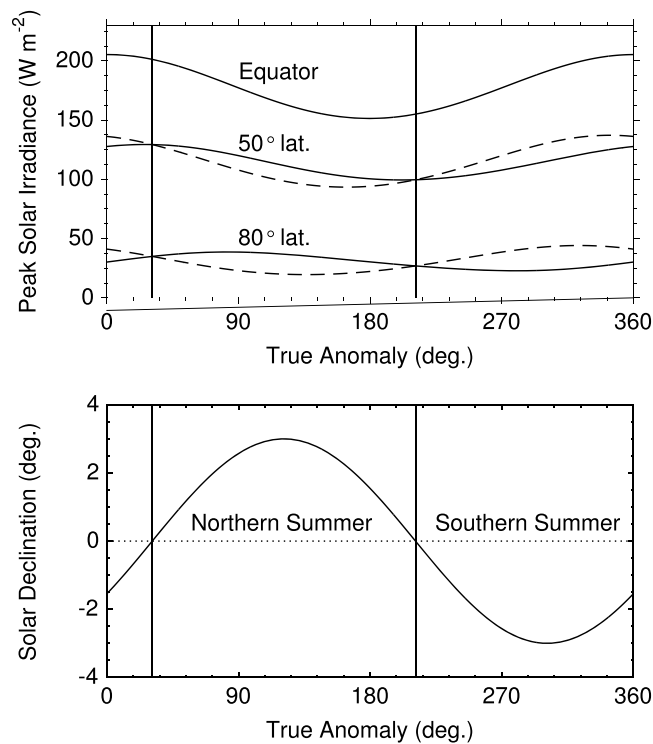 Peak Solar Irradiance (W m-2)
200
150
100
50
0
Equator
50° lat.
80° lat.
0 90 180 270 360
True Anomaly (deg.)
Solar Declination (deg.)
4
2
0
-2
-4
Northern Summer Southern Summer
0 90 180 270 360
True Anomaly (deg.)